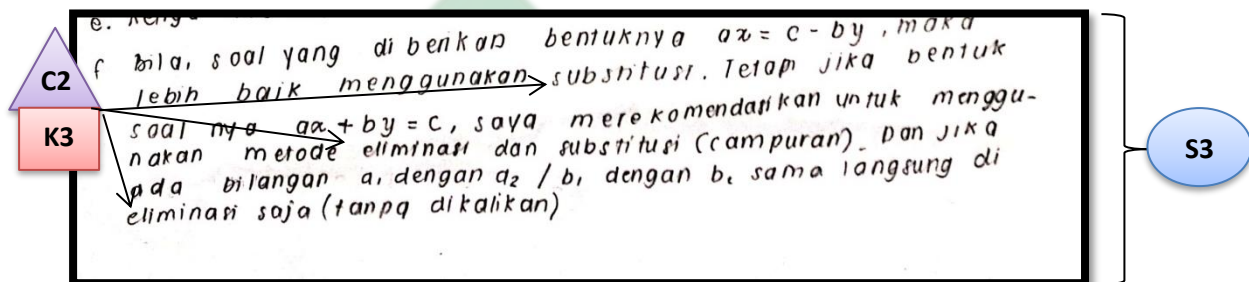 e.
f bila, soal yang di berikan bentuknya ax = c - by, maka
lebih baik menggunakan substitusi. Tetapi jika bentuk
soal nya ax + by = c, saya mere komendasikan untuk menggu-
nakan metode eliminasi dan substitusi (campuran). Dan jika
ada bilangan a, dengan a2 / b, dengan b2 sama langsung di
eliminasi saja (tanpa dikalikan)
C2
K3
S3